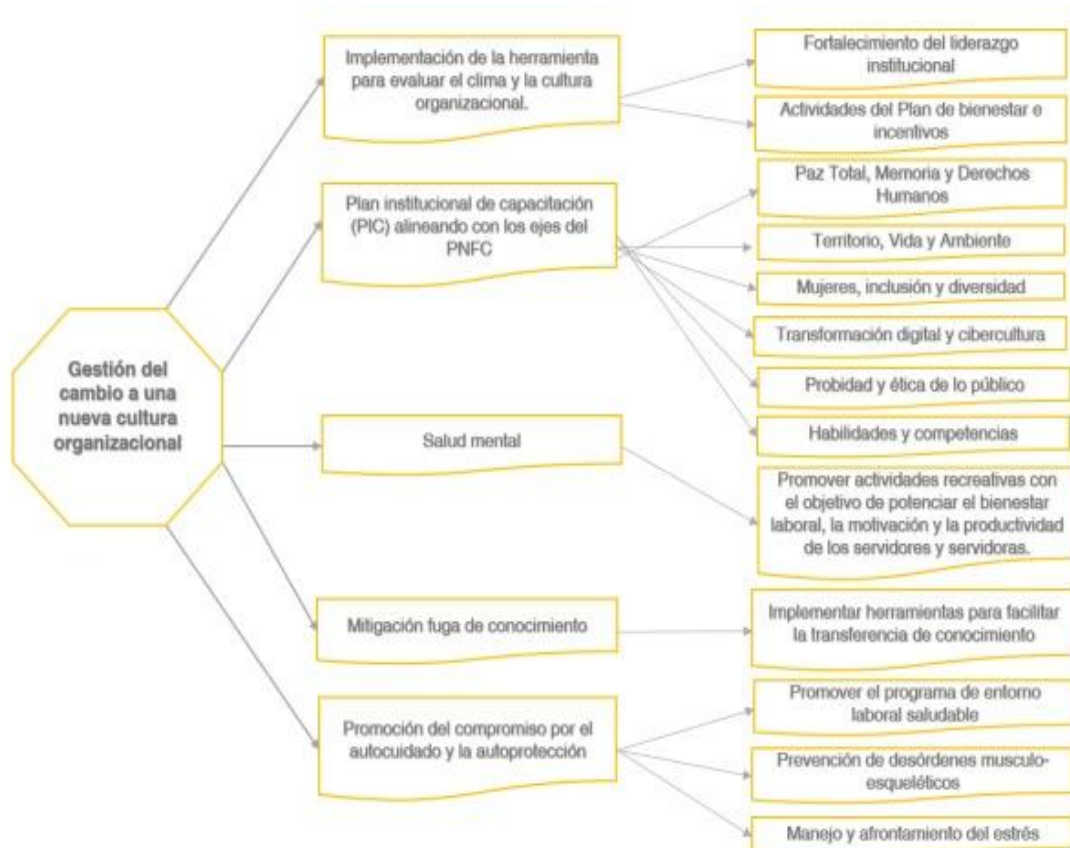 Gestión del
cambio a una
nueva cultura
organizacional
Implementación de la herramienta
para evaluar el clima y la cultura
organizacional.
Fortalecimiento del liderazgo
institucional
Actividades del Plan de bienestar e
incentivos
Plan institucional de capacitación
(PIC) alineando con los ejes del
PNFC
Paz Total, Memoria y Derechos
Humanos
Territorio, Vida y Ambiente
Mujeres, inclusión y diversidad
Transformación digital y cibercultura
Probidad y ética de lo público
Habilidades y competencias
Salud mental
Promover actividades recreativas con
el objetivo de potenciar el bienestar
laboral, la motivación y la productividad
de los servidores y servidoras.
Mitigación fuga de conocimiento
Implementar herramientas para facilitar
la transferencia de conocimiento
Promoción del compromiso por el
autocuidado y la autoprotección
Promover el programa de entorno
laboral saludable
Prevención de desórdenes musculo-
esqueléticos
Manejo y afrontamiento del estrés